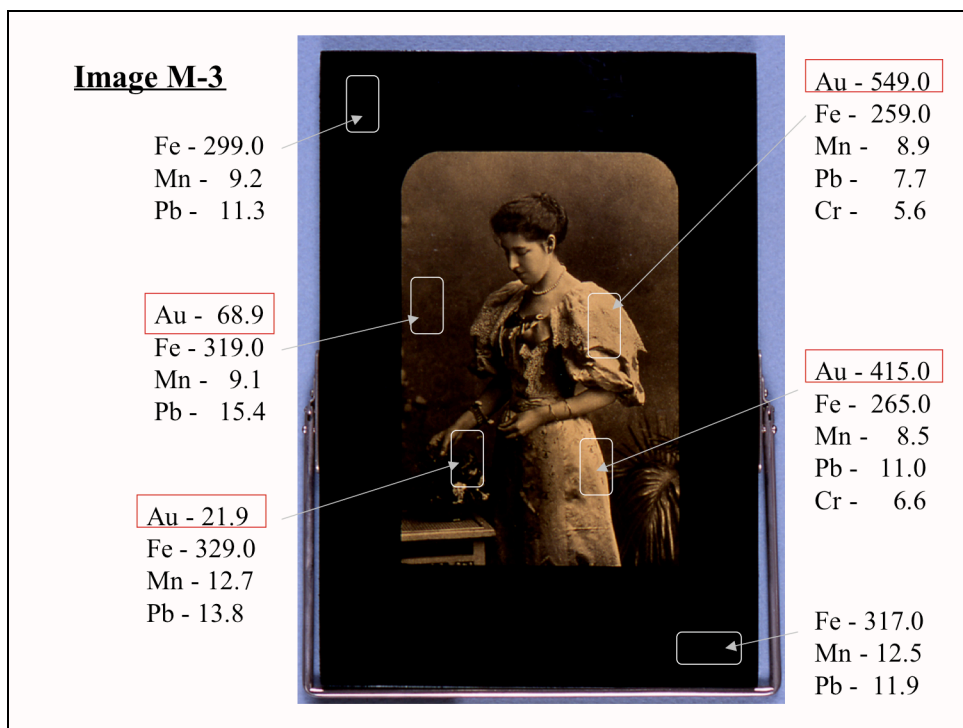 Image M-3
Fe - 299.0
Mn - 9.2
Pb - 11.3
Au - 68.9
Fe - 319.0
Mn - 9.1
Pb - 15.4
Au - 21.9
Fe - 329.0
Mn - 12.7
Pb - 13.8
Au - 549.0
Fe - 259.0
Mn - 8.9
Pb - 7.7
Cr - 5.6
Au - 415.0
Fe - 265.0
Mn - 8.5
Pb - 11.0
Cr - 6.6
Fe - 317.0
Mn - 12.5
Pb - 11.9